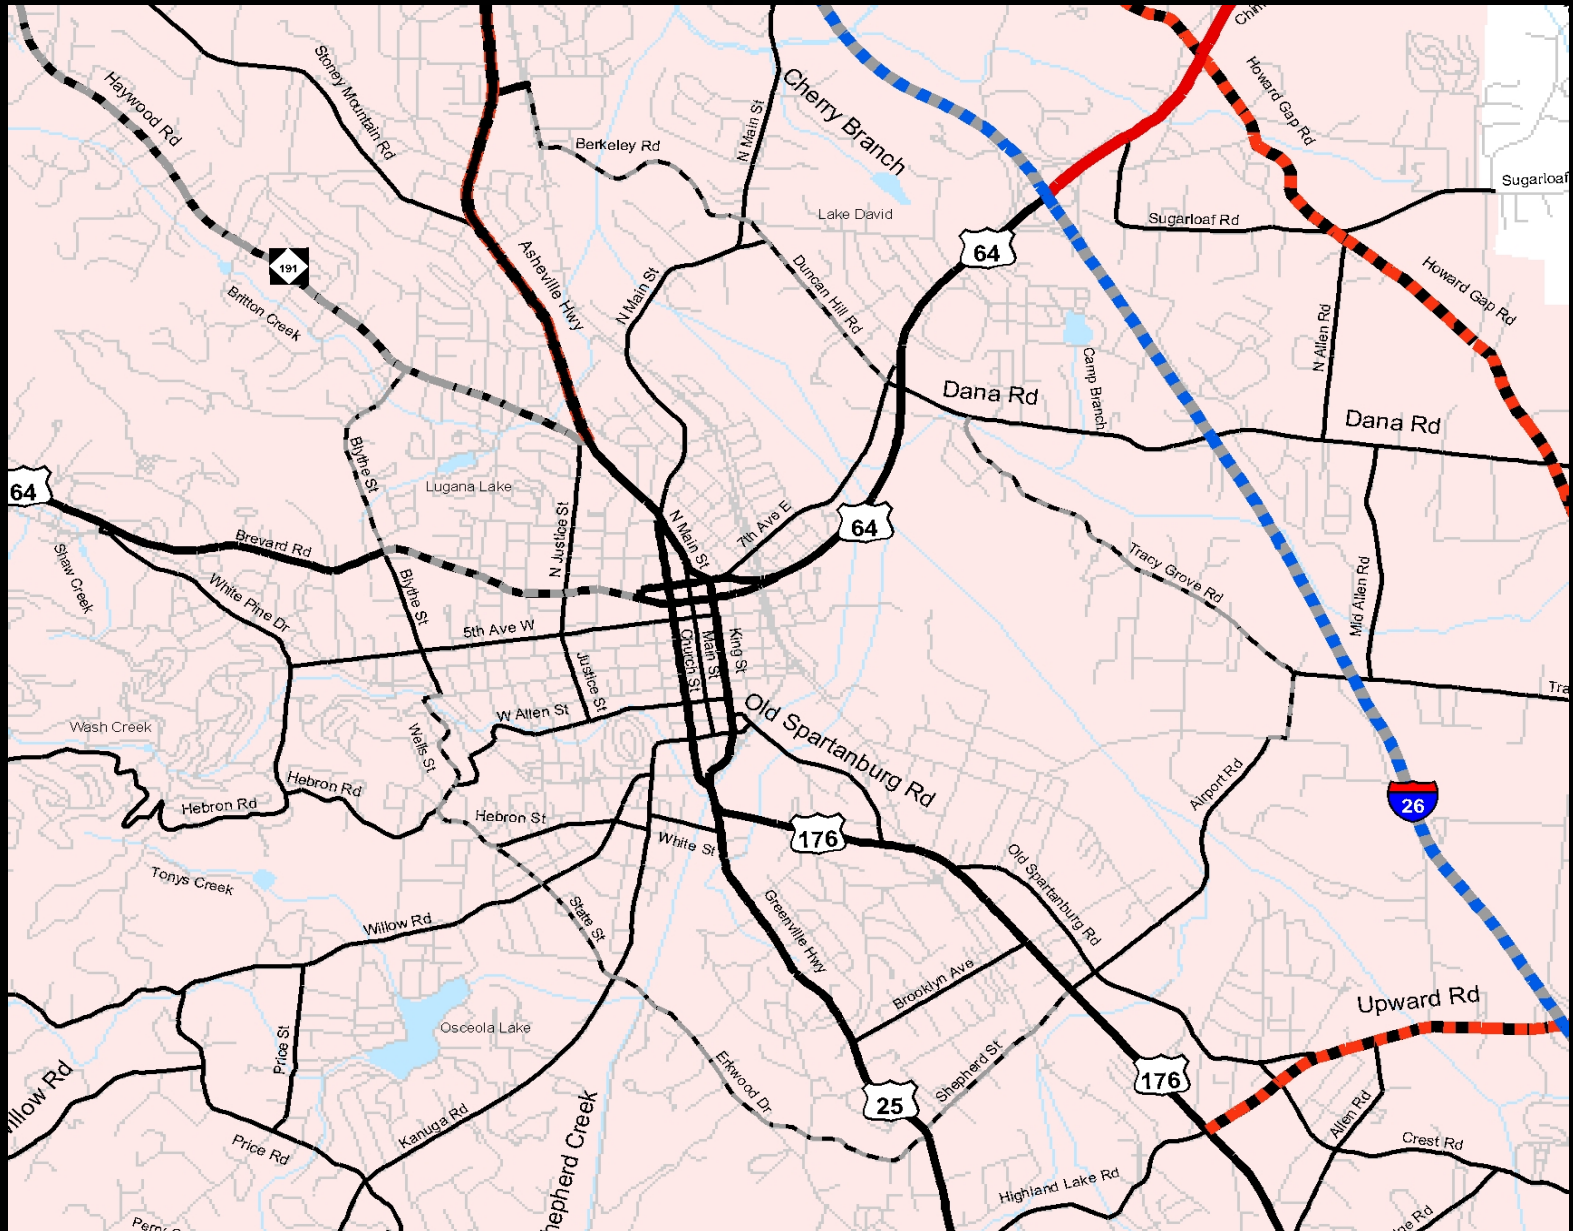 Haywood Rd
Stoney Mountain Rd
N Main St
Cherry Branch
Howard Gap Rd
Berkeley Rd
Lake David
Sugarloaf Rd
Sugarloaf
191
Britton Creek
Asheville Hwy
N Main St
Duncan Hill Rd
64
Howard Gap Rd
N Allen Rd
Camp Branch
Dana Rd
Dana Rd
Blythe St
Lugana Lake
64
Brevard Rd
N Justice St
N Main St
7th Ave E
64
Shaw Creek
White Pine Dr
Blythe St
5th Ave W
Tracy Grove Rd
Mid Allen Rd
Justice St
Church St
Main St
King St
Old Spartanburg Rd
W Allen St
Wash Creek
Wells St
Tra
Hebron Rd
Hebron Rd
Hebron St
White St
176
Airport Rd
26
Tonys Creek
Willow Rd
State St
Greenville Hwy
Old Spartanburg Rd
Brooklyn Ave
Upward Rd
Osceola Lake
Price St
Erkwood Dr
Shepherd St
176
25
Kanuga Rd
Price Rd
Allen Rd
Crest Rd
Highland Lake Rd